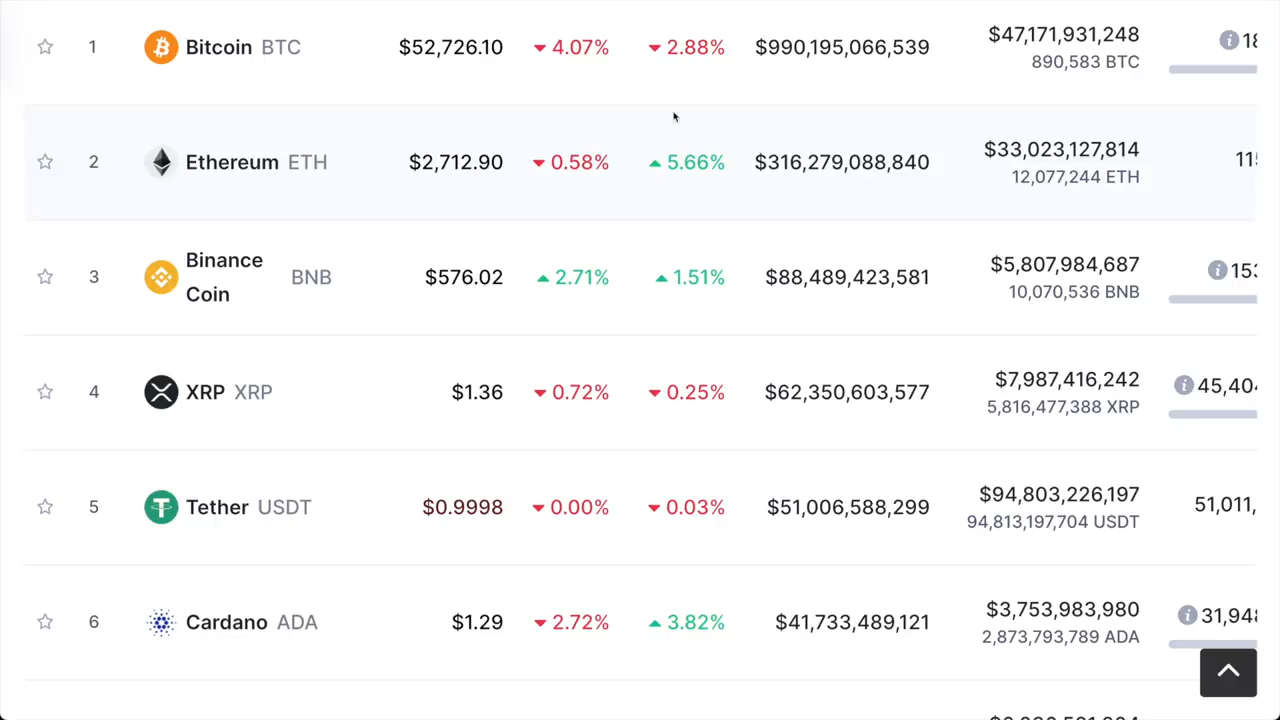 1 Bitcoin BTC $52,726.10 4.07% 2.88% $990,195,066,539 $47,171,931,248
890,583 BTC
2 Ethereum ETH $2,712.90 0.58% 5.66% $316,279,088,840 $33,023,127,814
12,077,244 ETH
3 Binance Coin BNB $576.02 2.71% 1.51% $88,489,423,581 $5,807,984,687
10,070,536 BNB
4 XRP XRP $1.36 0.72% 0.25% $62,350,603,577 $7,987,416,242 45,404
5,816,477,388 XRP
5 Tether USDT $0.9998 0.00% 0.03% $51,006,588,299 $94,803,226,197 51,011,
94,813,197,704 USDT
6 Cardano ADA $1.29 2.72% 3.82% $41,733,489,121 $3,753,983,980 31,948
2,873,793,789 ADA